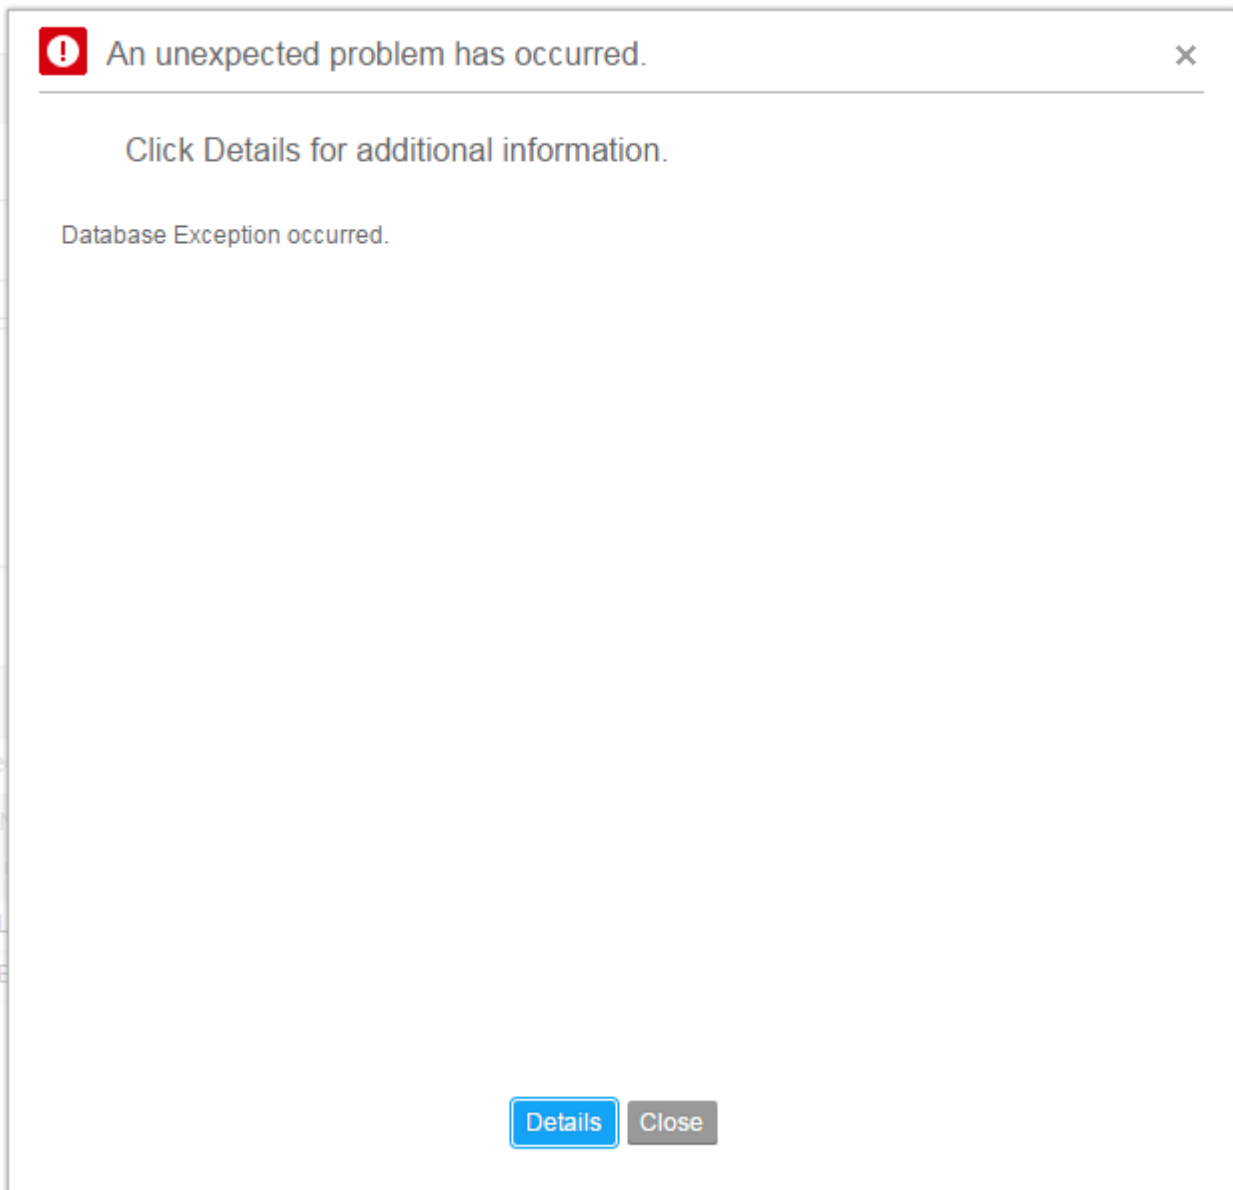 An unexpected problem has occurred.
Click Details for additional information.
Database Exception occurred.
Details
Close